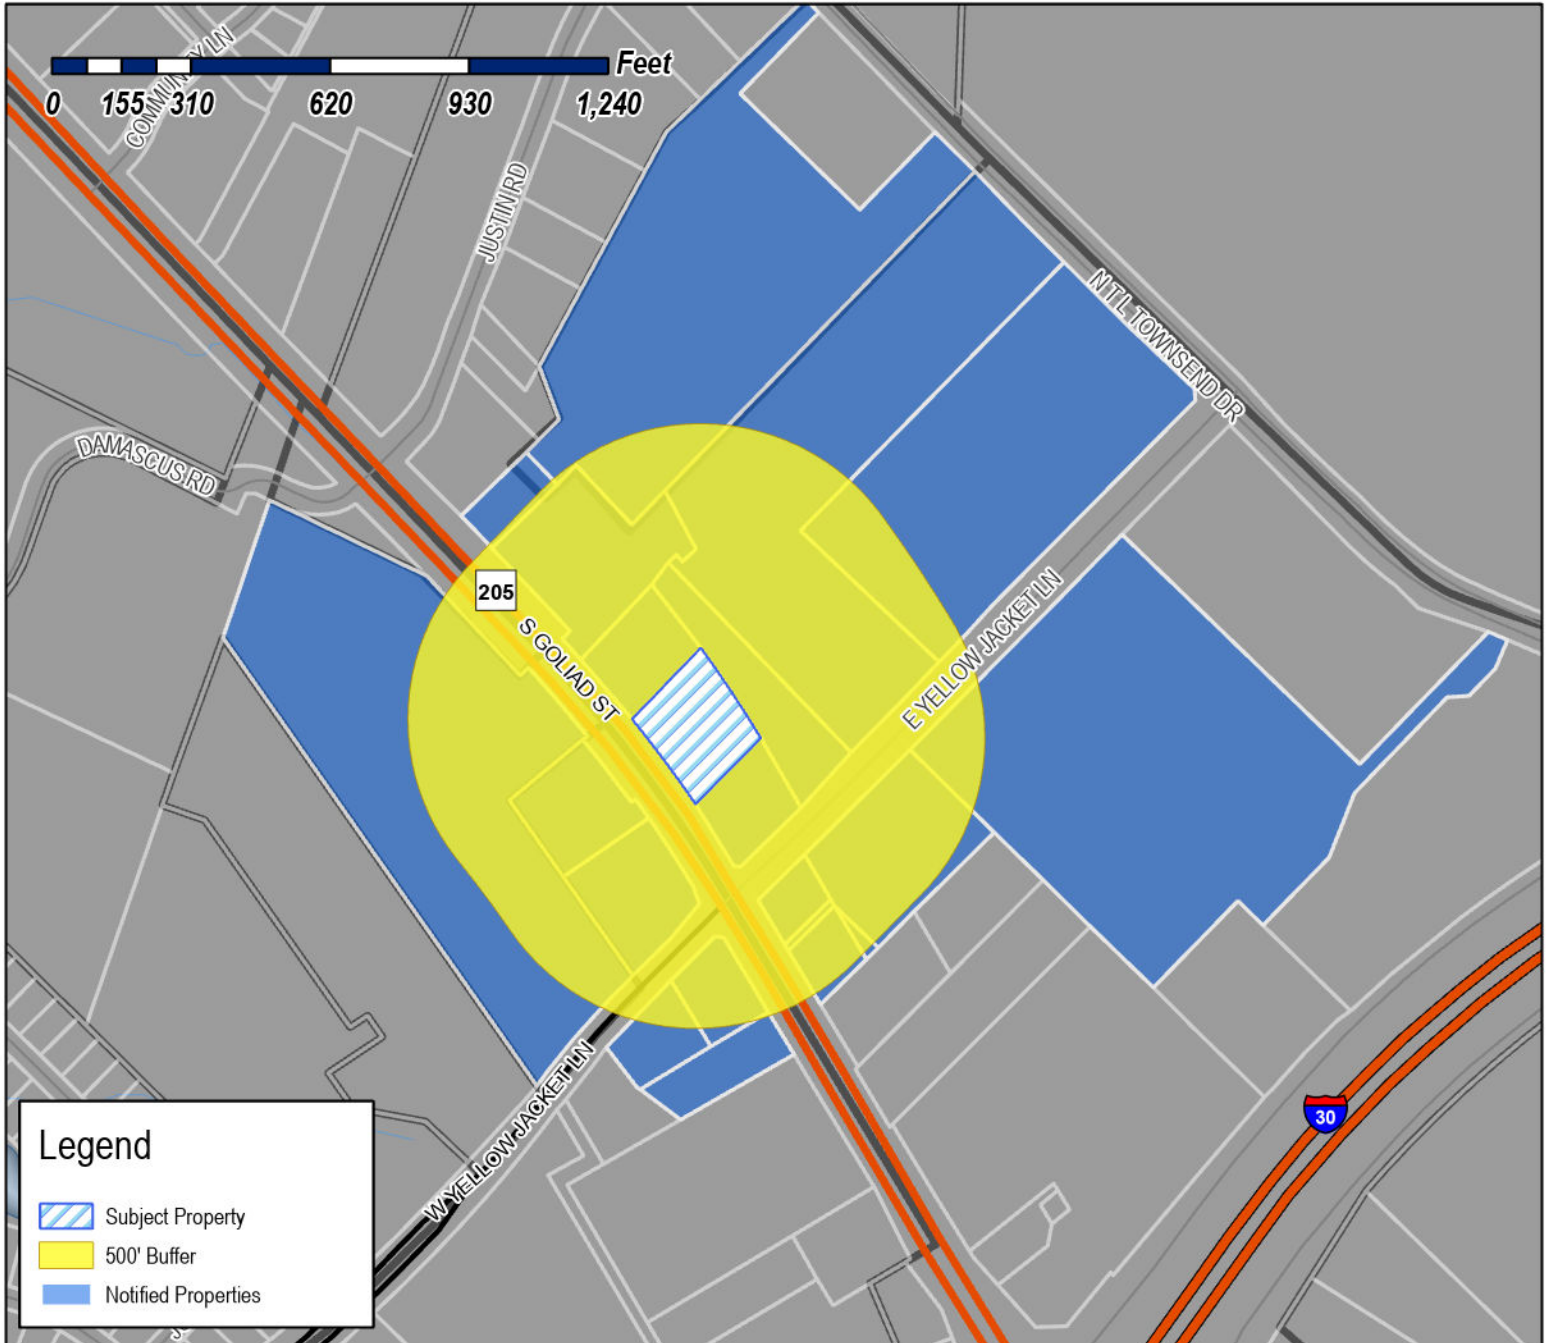 COMMUNITY LN
Feet
0 155 310 620 930 1,240
JUSTIN RD
N T L TOWNSEND DR
DAMASCUS RD
205
S GOLIAD ST
E YELLOW JACKET LN
W YELLOW JACKET LN
30
Legend
Subject Property
500' Buffer
Notified Properties